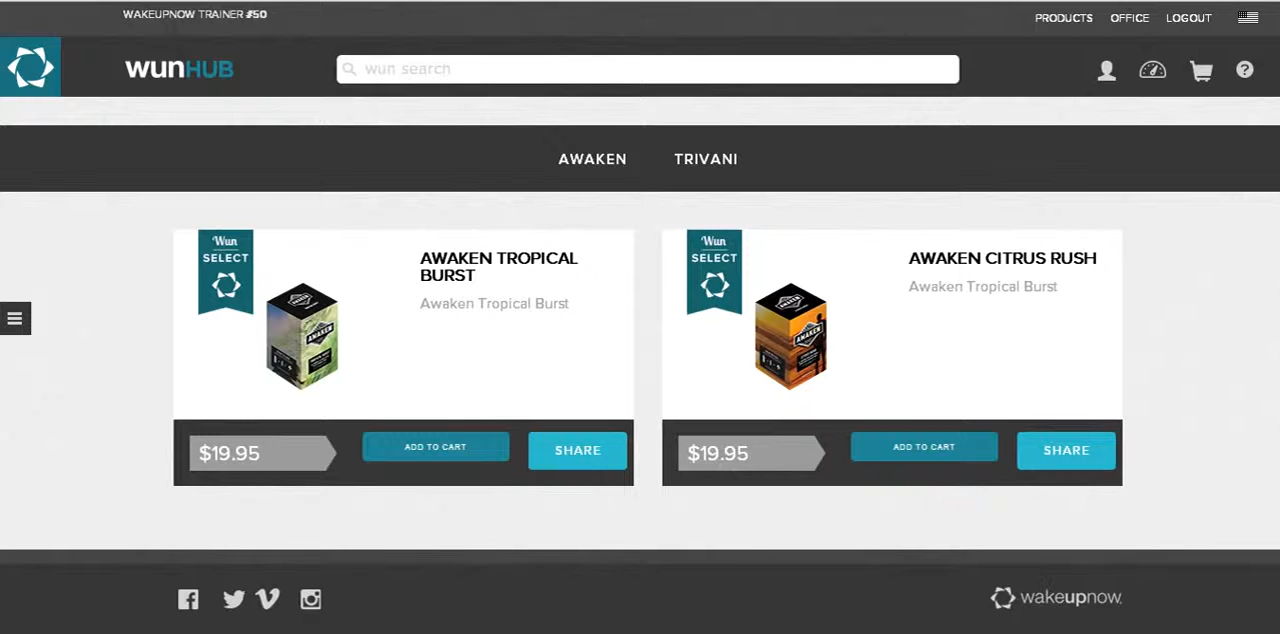 WAKEUPNOW TRAINER #50
PRODUCTS OFFICE LOGOUT
wunHUB
wun search
AWAKEN TRIVANI
Wun
SELECT
AWAKEN TROPICAL
BURST
Awaken Tropical Burst
AWAKEN
$19.95
ADD TO CART
SHARE
Wun
SELECT
AWAKEN CITRUS RUSH
Awaken Tropical Burst
AWAKEN
$19.95
ADD TO CART
SHARE
wakeupnow.